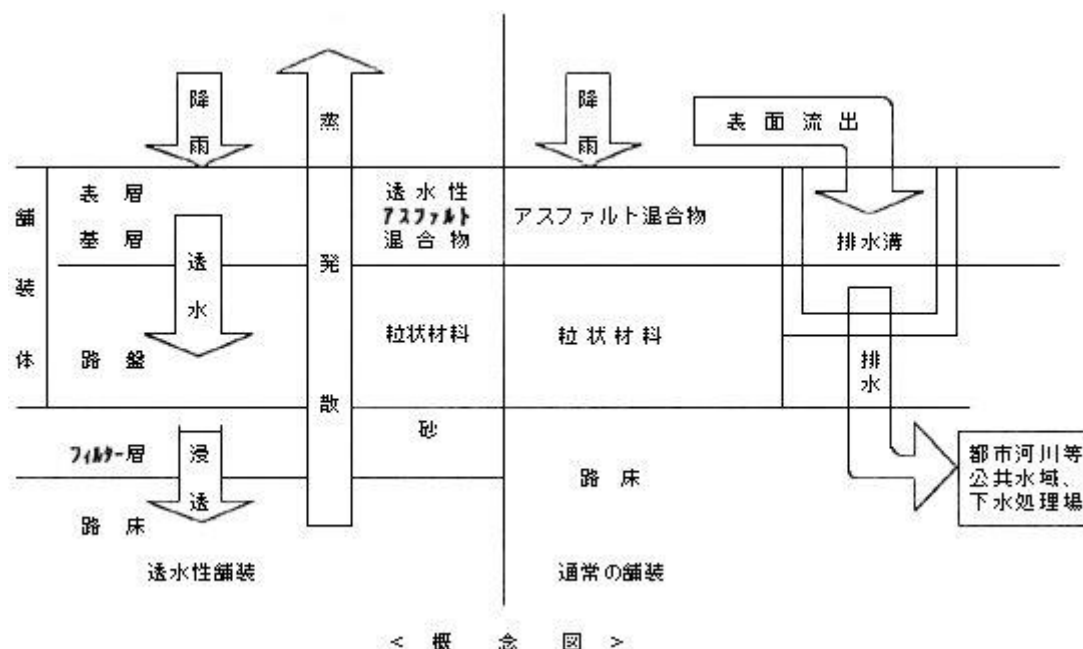 降雨
蒸発散
降雨
表面流出
舗装体
表層
基層
透水
透水性
アスファルト
混合物
アスファルト混合物
排水溝
路盤
粒状材料
粒状材料
排水
フィルター層
浸透
砂
路床
路床
都市河川等
公共水域、
下水処理場
透水性舗装
通常の舗装
< 概念図 >